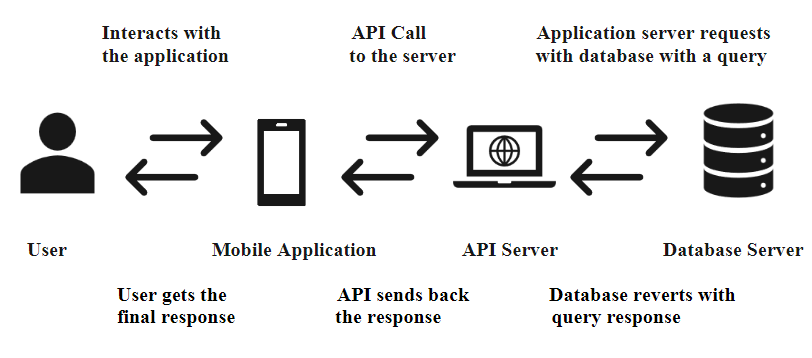 Interacts with
the application
API Call
to the server
Application server requests
with database with a query
User
Mobile Application
API Server
Database Server
User gets the
final response
API sends back
the response
Database reverts with
query response